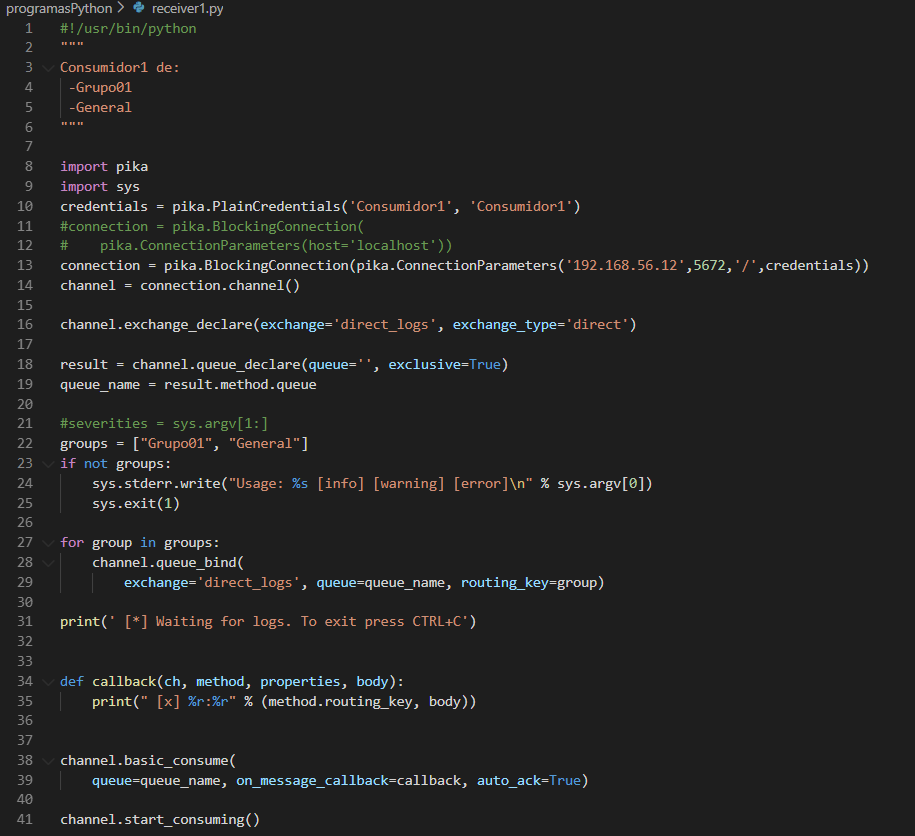 programasPython > receiver1.py
1 #!/usr/bin/python
2 """
3 Consumidor1 de:
4  -Grupo01
5  -General
6 """
7
8 import pika
9 import sys
10 credentials = pika.PlainCredentials('Consumidor1', 'Consumidor1')
11 #connection = pika.BlockingConnection(
12 #    pika.ConnectionParameters(host='localhost'))
13 connection = pika.BlockingConnection(pika.ConnectionParameters('192.168.56.12',5672,'/',credentials))
14 channel = connection.channel()
15
16 channel.exchange_declare(exchange='direct_logs', exchange_type='direct')
17
18 result = channel.queue_declare(queue='', exclusive=True)
19 queue_name = result.method.queue
20
21 #severities = sys.argv[1:]
22 groups = ["Grupo01", "General"]
23 if not groups:
24     sys.stderr.write("Usage: %s [info] [warning] [error]\n" % sys.argv[0])
25     sys.exit(1)
26
27 for group in groups:
28     channel.queue_bind(
29         exchange='direct_logs', queue=queue_name, routing_key=group)
30
31 print(' [*] Waiting for logs. To exit press CTRL+C')
32
33
34 def callback(ch, method, properties, body):
35     print(" [x] %r:%r" % (method.routing_key, body))
36
37
38 channel.basic_consume(
39     queue=queue_name, on_message_callback=callback, auto_ack=True)
40
41 channel.start_consuming()